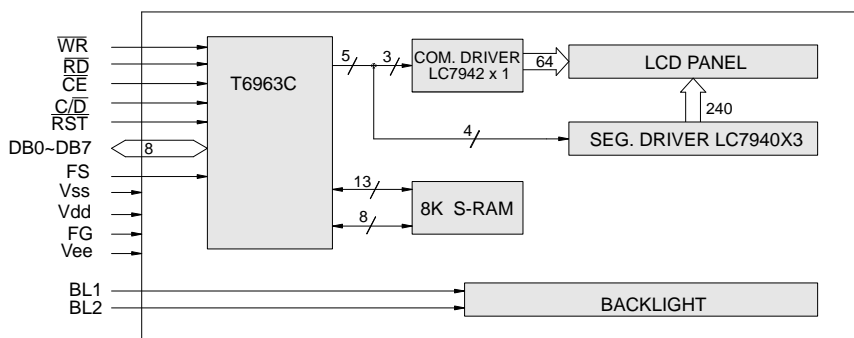 WR
RD
CE
C/D
RST
DB0~DB7
8
FS
Vss
Vdd
FG
Vee
BL1
BL2
T6963C
5
3
COM. DRIVER
LC7942 x 1
64
LCD PANEL
240
4
SEG. DRIVER LC7940X3
13
8
8K S-RAM
BACKLIGHT